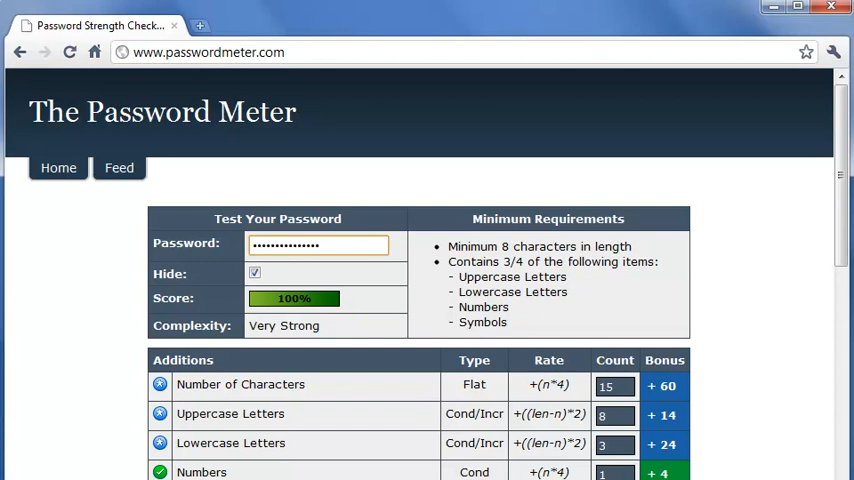 Password Strength Check...
www.passwordmeter.com
The Password Meter
Home Feed
Test Your Password Minimum Requirements
Password: •••••••••••••••
• Minimum 8 characters in length
• Contains 3/4 of the following items:
- Uppercase Letters
- Lowercase Letters
- Numbers
- Symbols
Hide:
Score: 100%
Complexity: Very Strong
Additions Type Rate Count Bonus
Number of Characters Flat +(n*4) 15 + 60
Uppercase Letters Cond/Incr +((len-n)*2) 8 + 14
Lowercase Letters Cond/Incr +((len-n)*2) 3 + 24
Numbers Cond +(n*4) 1 + 4